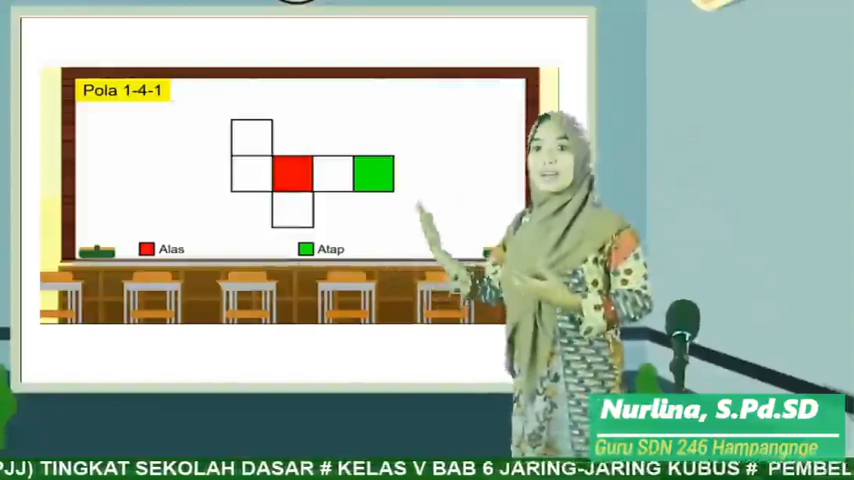 Pola 1-4-1
Alas
Atap
Nurlina, S.Pd.SD
Guru SDN 246 Hampangnge
PJJ) TINGKAT SEKOLAH DASAR # KELAS V BAB 6 JARING-JARING KUBUS # PEMBEL